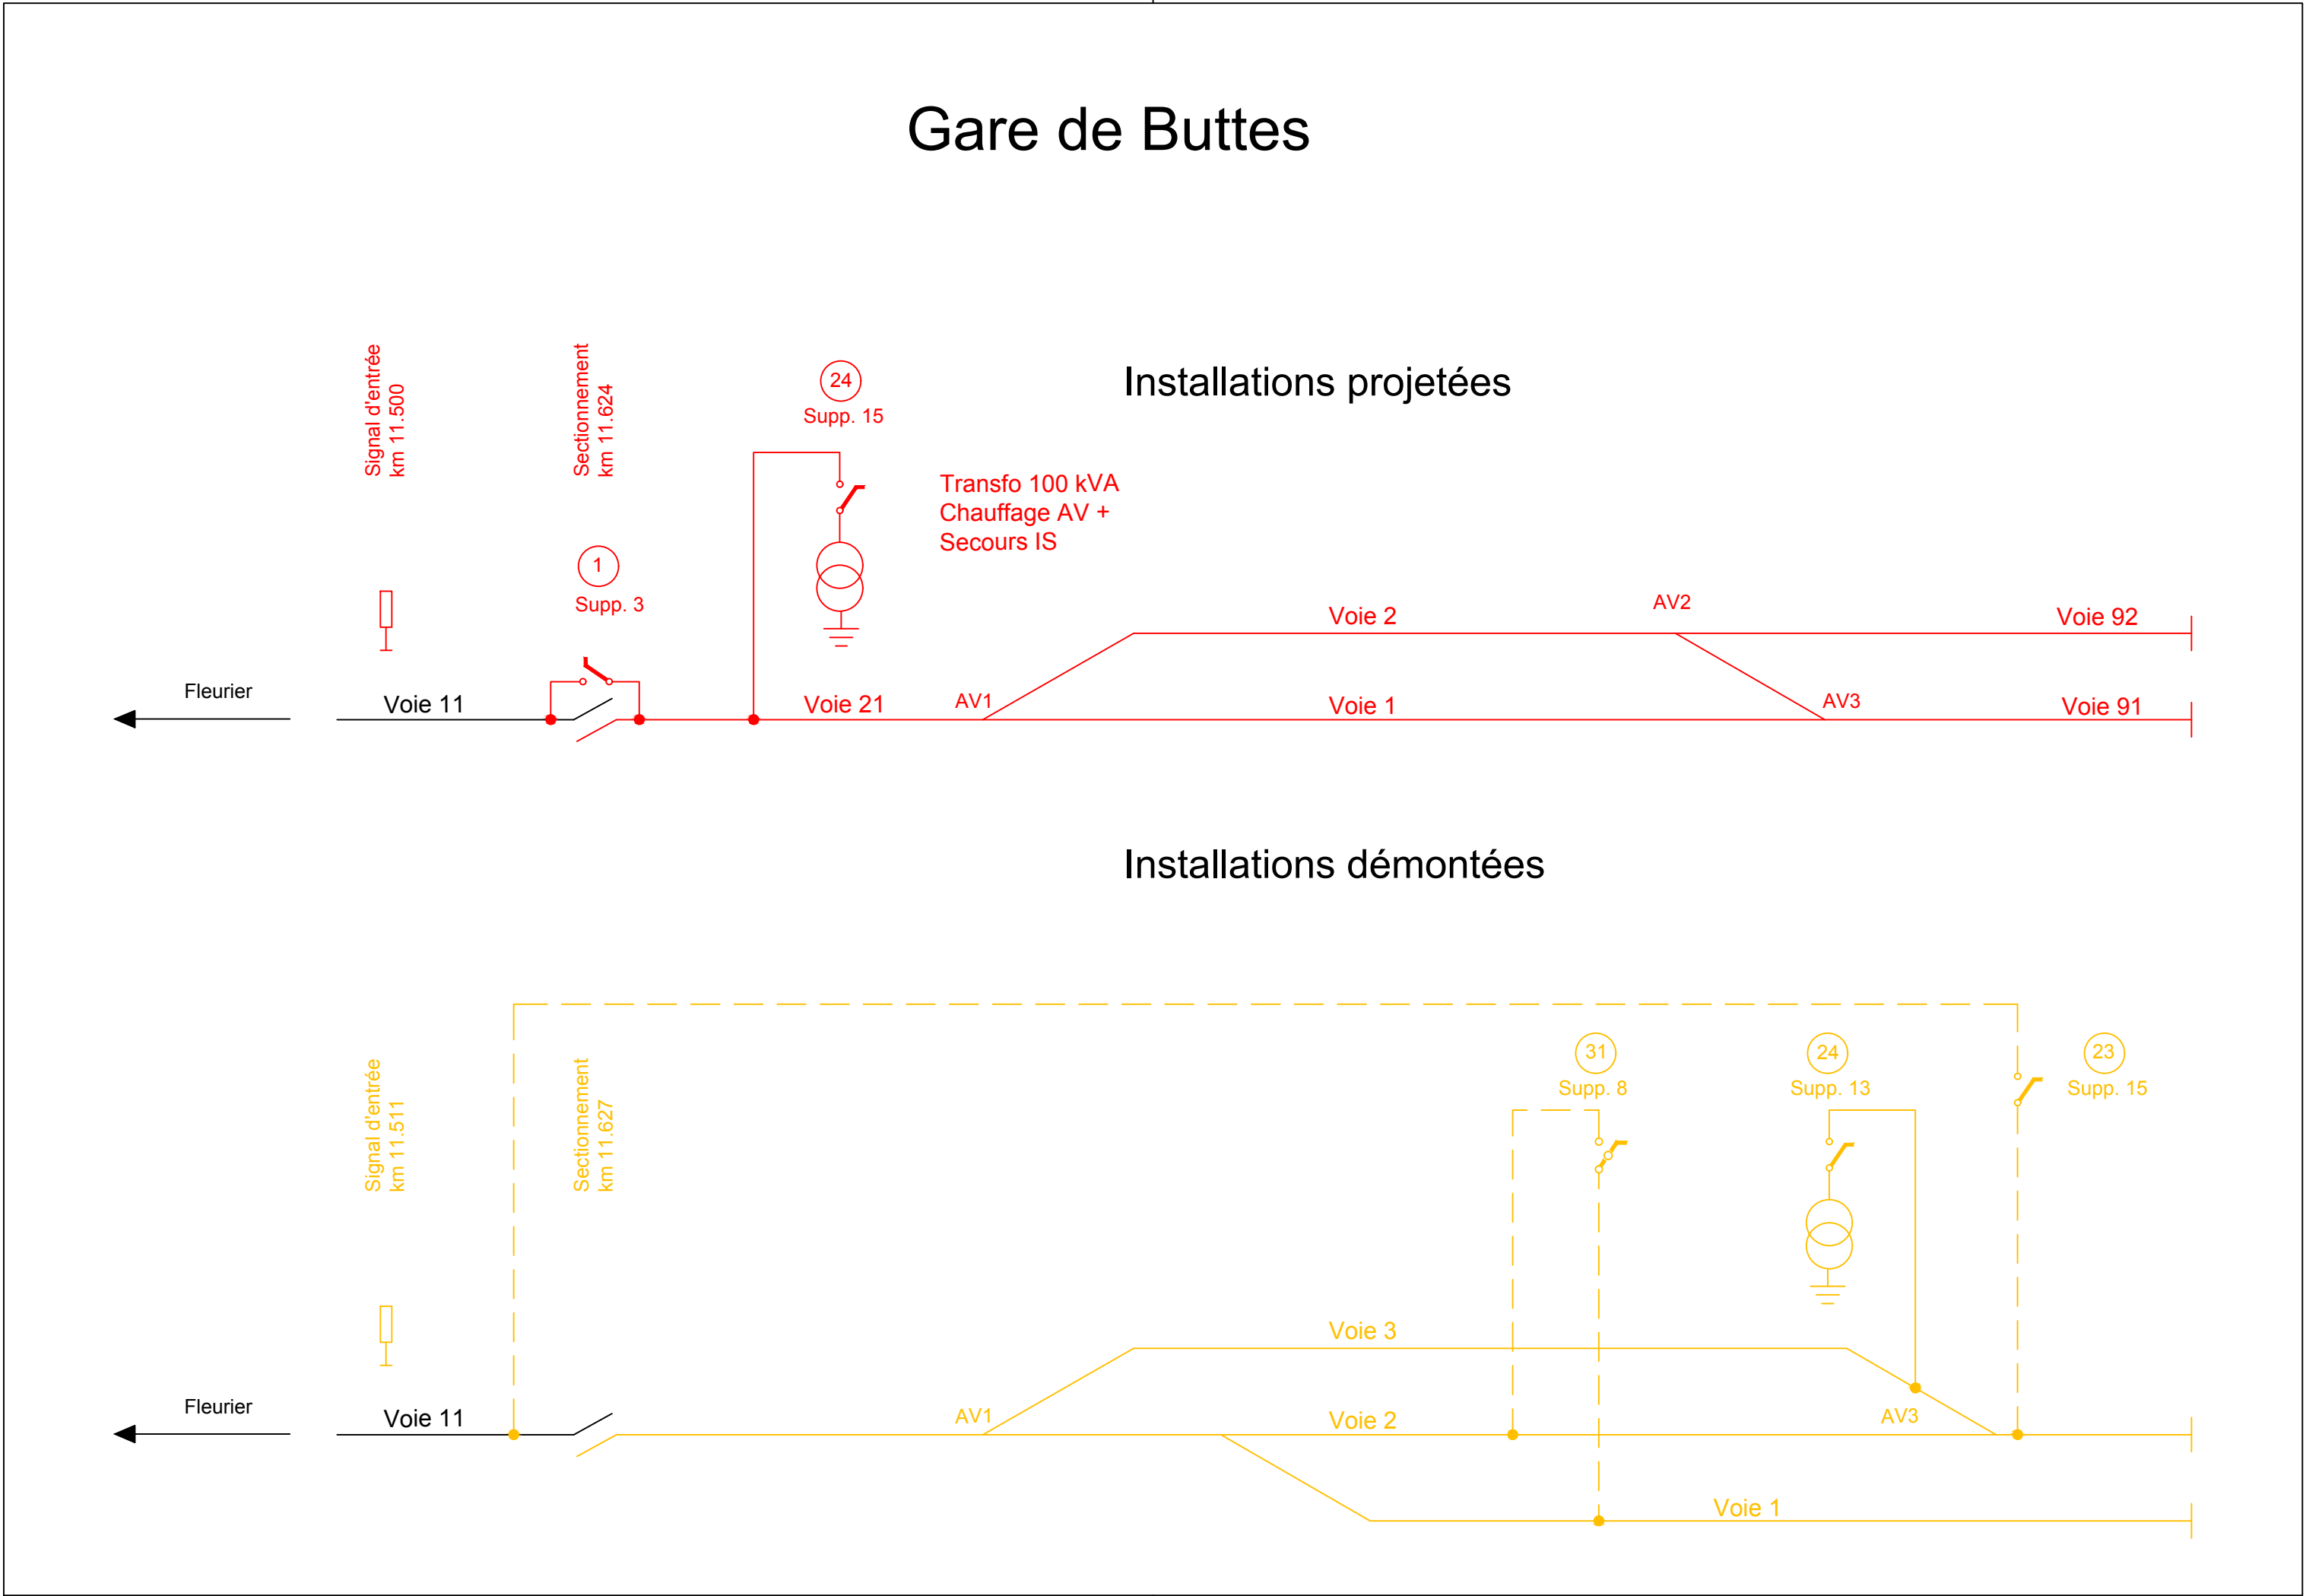 Gare de Buttes
Installations projetées
Signal d'entrée
km 11.500
Sectionnement
km 11.624
24
Supp. 15
Transfo 100 kVA
Chauffage AV +
Secours IS
1
Supp. 3
Fleurier
Voie 11
Voie 21
AV1
Voie 2
Voie 1
AV2
AV3
Voie 92
Voie 91
Installations démontées
Signal d'entrée
km 11.511
Sectionnement
km 11.627
31
Supp. 8
24
Supp. 13
23
Supp. 15
Fleurier
Voie 11
AV1
Voie 3
Voie 2
AV3
Voie 1